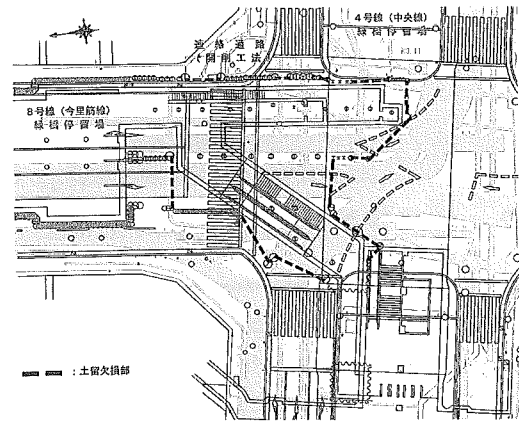 4号線（中央線）
緑橋停留場
連絡通路
（開削工法）
8号線（今里筋線）
緑橋停留場
：土留欠損部